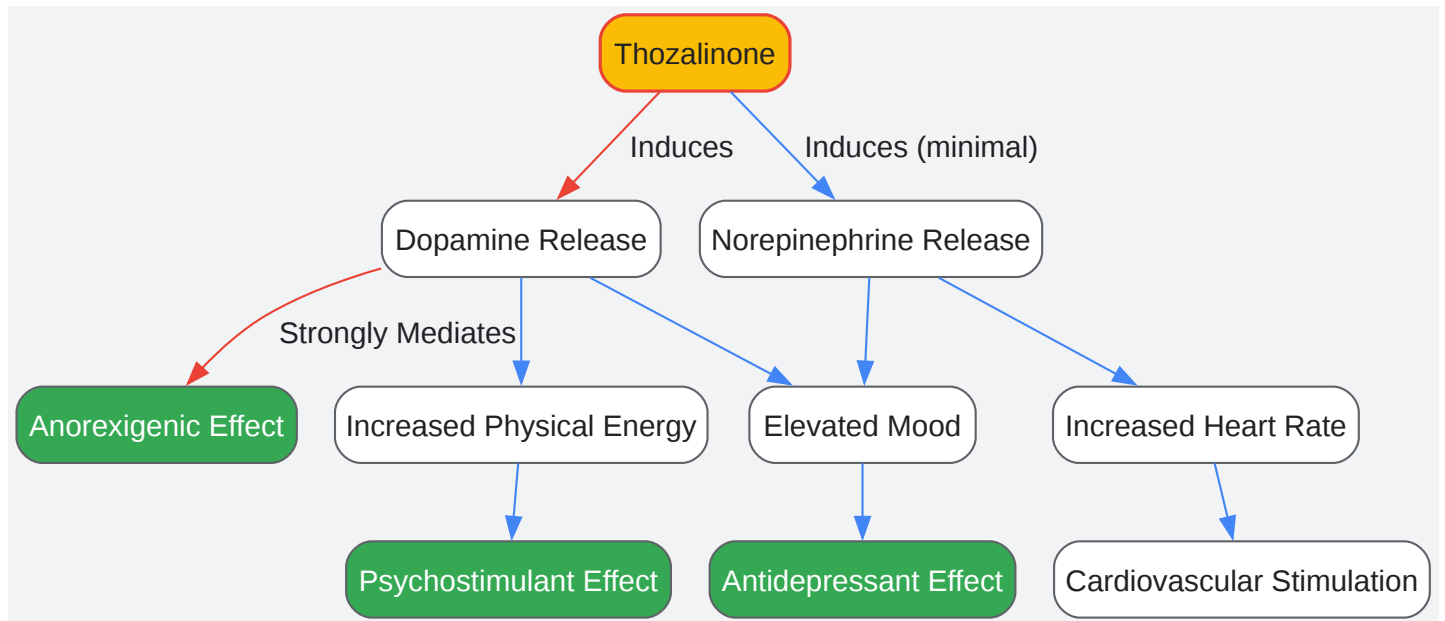 Thozalinone
Induces
Induces (minimal)
Dopamine Release
Norepinephrine Release
Strongly Mediates
Anorexigenic Effect
Increased Physical Energy
Elevated Mood
Increased Heart Rate
Psychostimulant Effect
Antidepressant Effect
Cardiovascular Stimulation